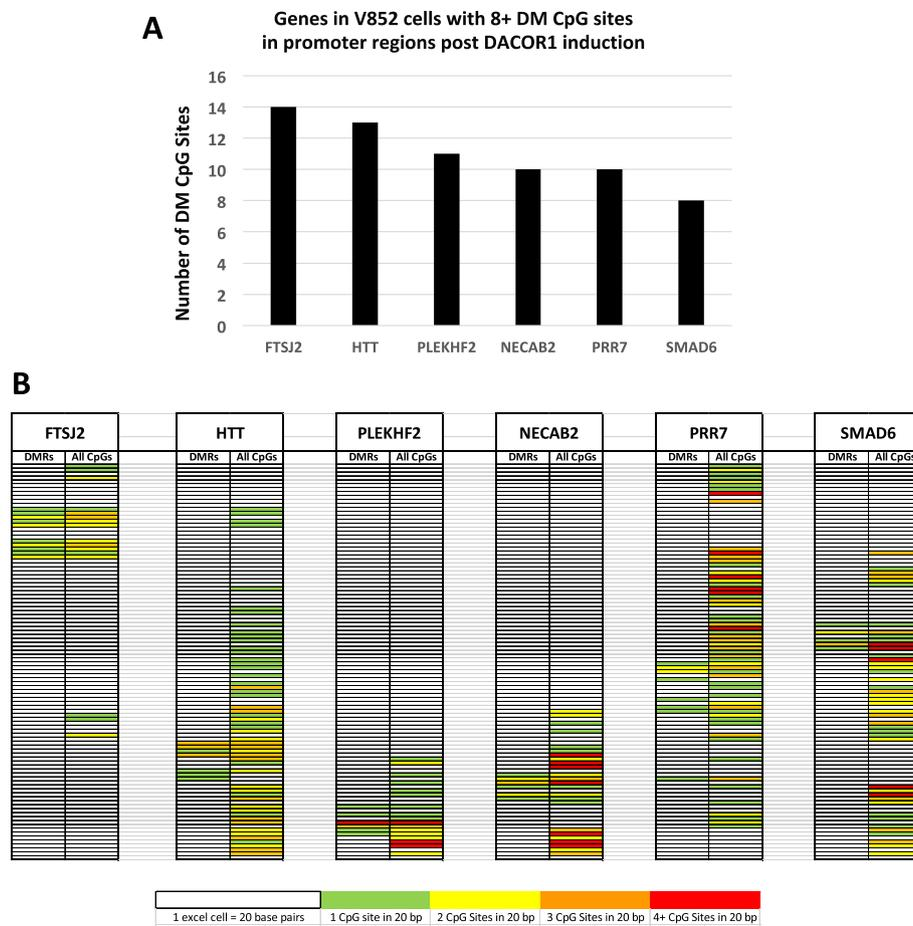 A
Genes in V852 cells with 8+ DM CpG sites
in promoter regions post DACOR1 induction
Number of DM CpG Sites
16
14
12
10
8
6
4
2
0
FTSJ2 HTT PLEKHF2 NECAB2 PRR7 SMAD6
B
FTSJ2 HTT PLEKHF2 NECAB2 PRR7 SMAD6
DMRs All CpGs DMRs All CpGs DMRs All CpGs DMRs All CpGs DMRs All CpGs DMRs All CpGs
1 excel cell = 20 base pairs 1 CpG site in 20 bp 2 CpG Sites in 20 bp 3 CpG Sites in 20 bp 4+ CpG Sites in 20 bp